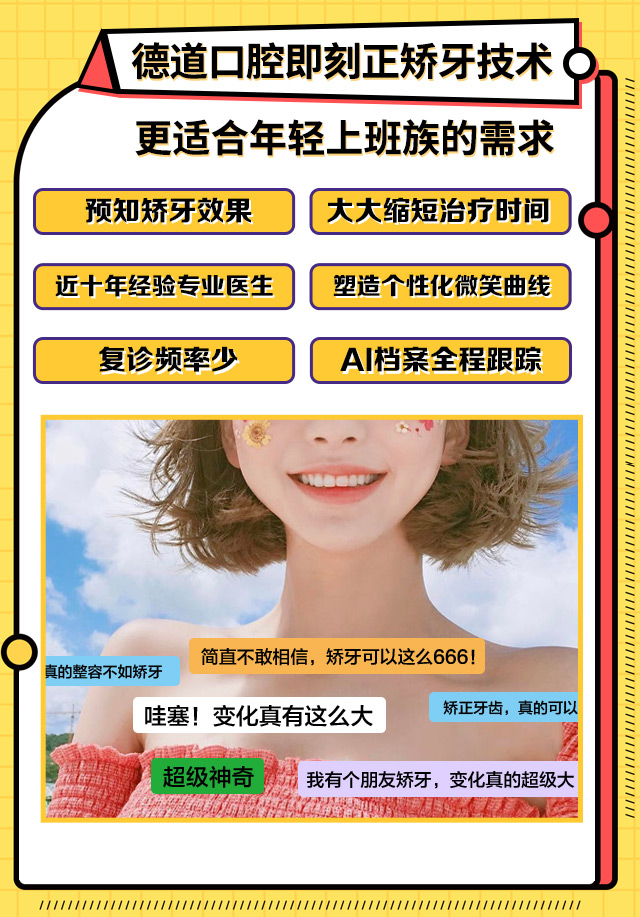 德道口腔即刻正矫牙技术
更适合年轻上班族的需求
预知矫牙效果
大大缩短治疗时间
近十年经验专业医生
塑造个性化微笑曲线
复诊频率少
AI档案全程跟踪
简直不敢相信，矫牙可以这么666！
真的整容不如矫牙
哇塞！变化真有这么大
矫正牙齿，真的可以
超级神奇
我有个朋友矫牙，变化真的超级大